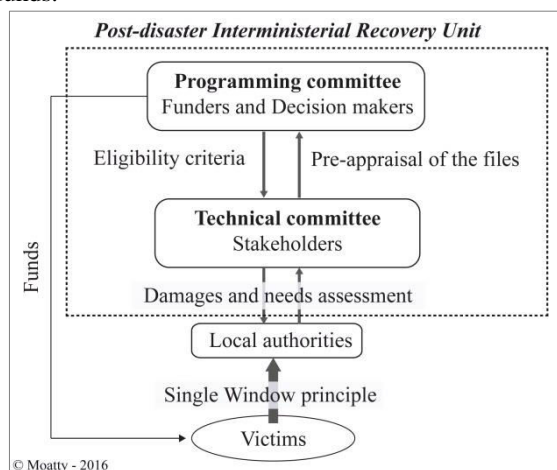 Post-disaster Interministerial Recovery Unit
Programming committee
Funders and Decision makers
Eligibility criteria
Pre-appraisal of the files
Technical committee
Stakeholders
Funds
Damages and needs assessment
Local authorities
Single Window principle
Victims
© Moatty - 2016